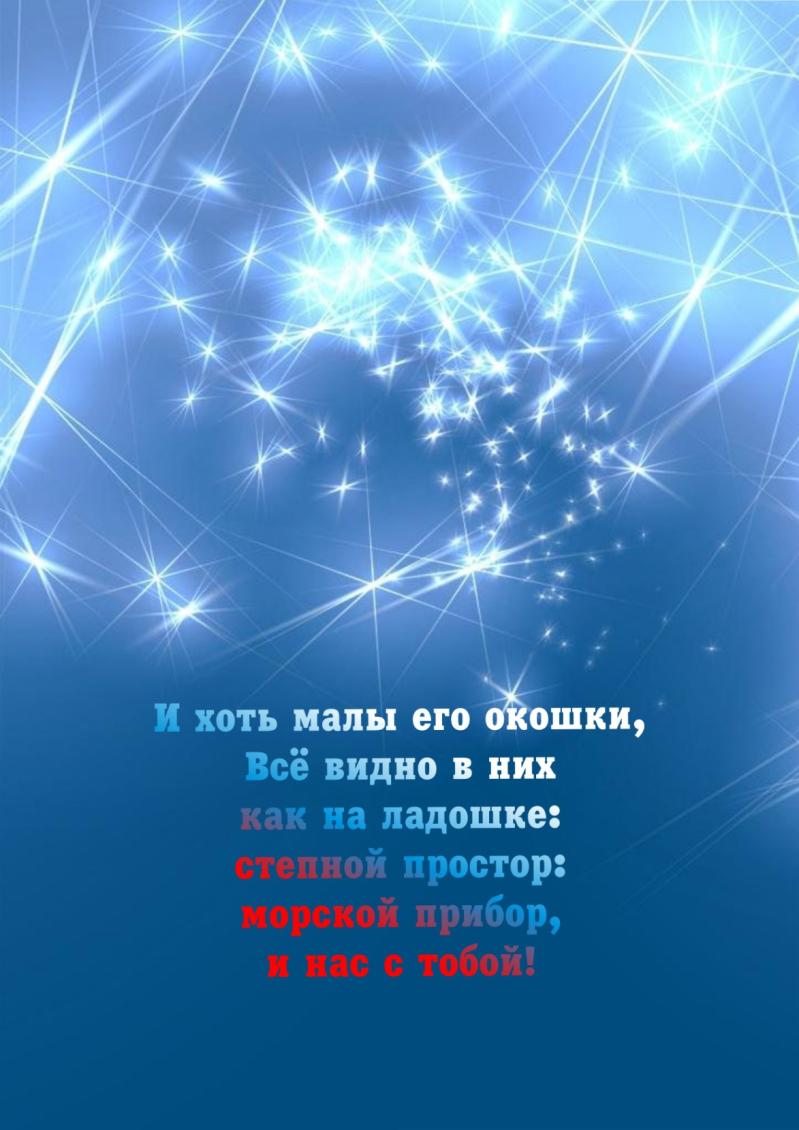 И хоть малы его окошки,
Всё видно в них
как на ладошке:
степной простор:
морской прибор,
и нас с тобой!